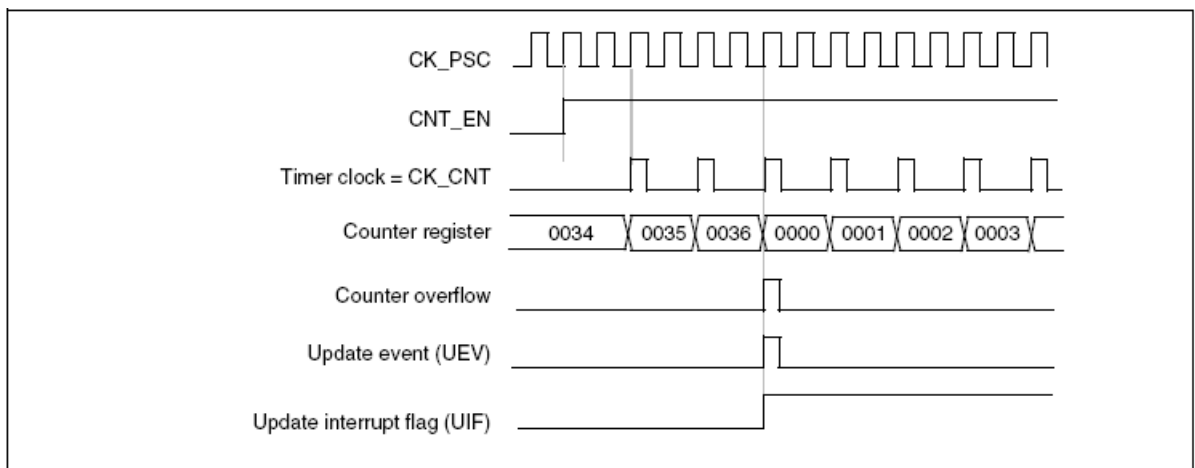 CK_PSC
CNT_EN
Timer clock = CK_CNT
Counter register 0034 0035 0036 0000 0001 0002 0003
Counter overflow
Update event (UEV)
Update interrupt flag (UIF)